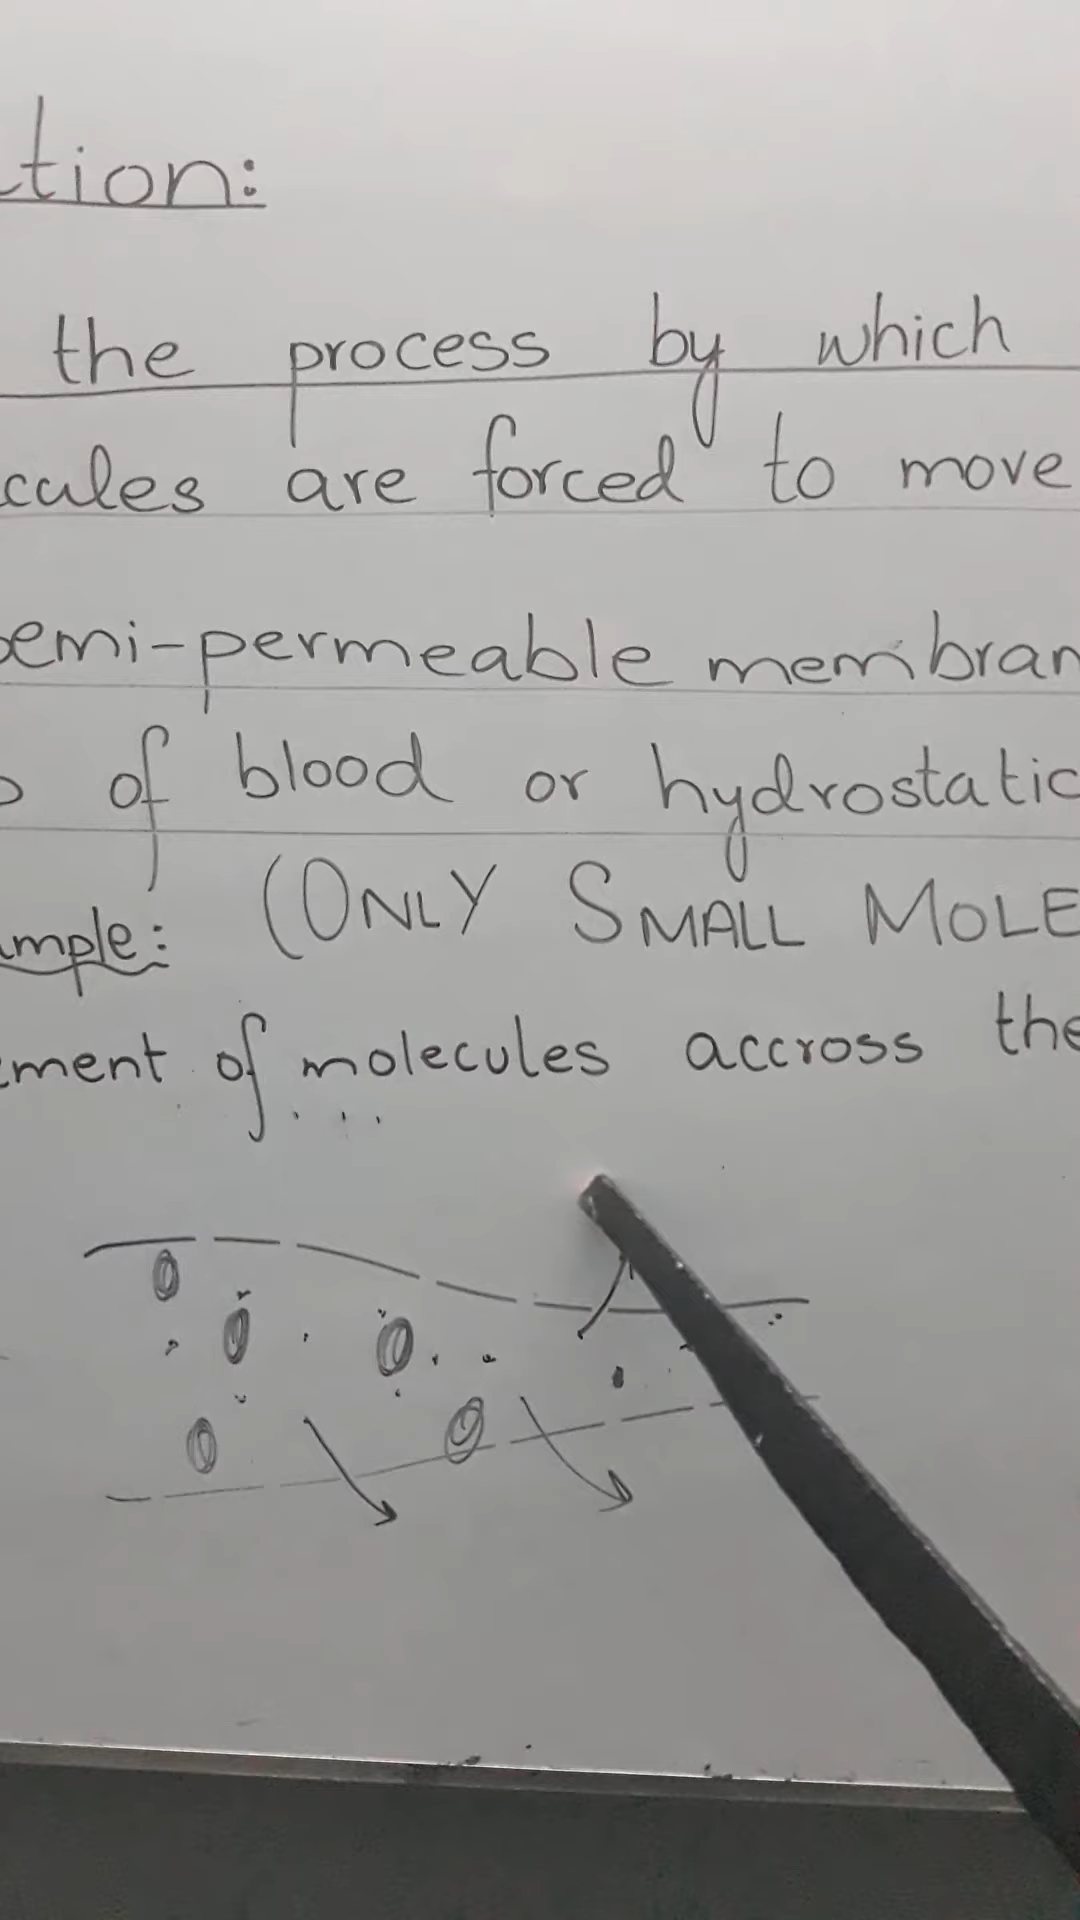 tion:
the process by which
cules are forced to move
emi-permeable membran
of blood or hydrostatic
mple: (ONLY SMALL MOLE
ement of molecules accross the